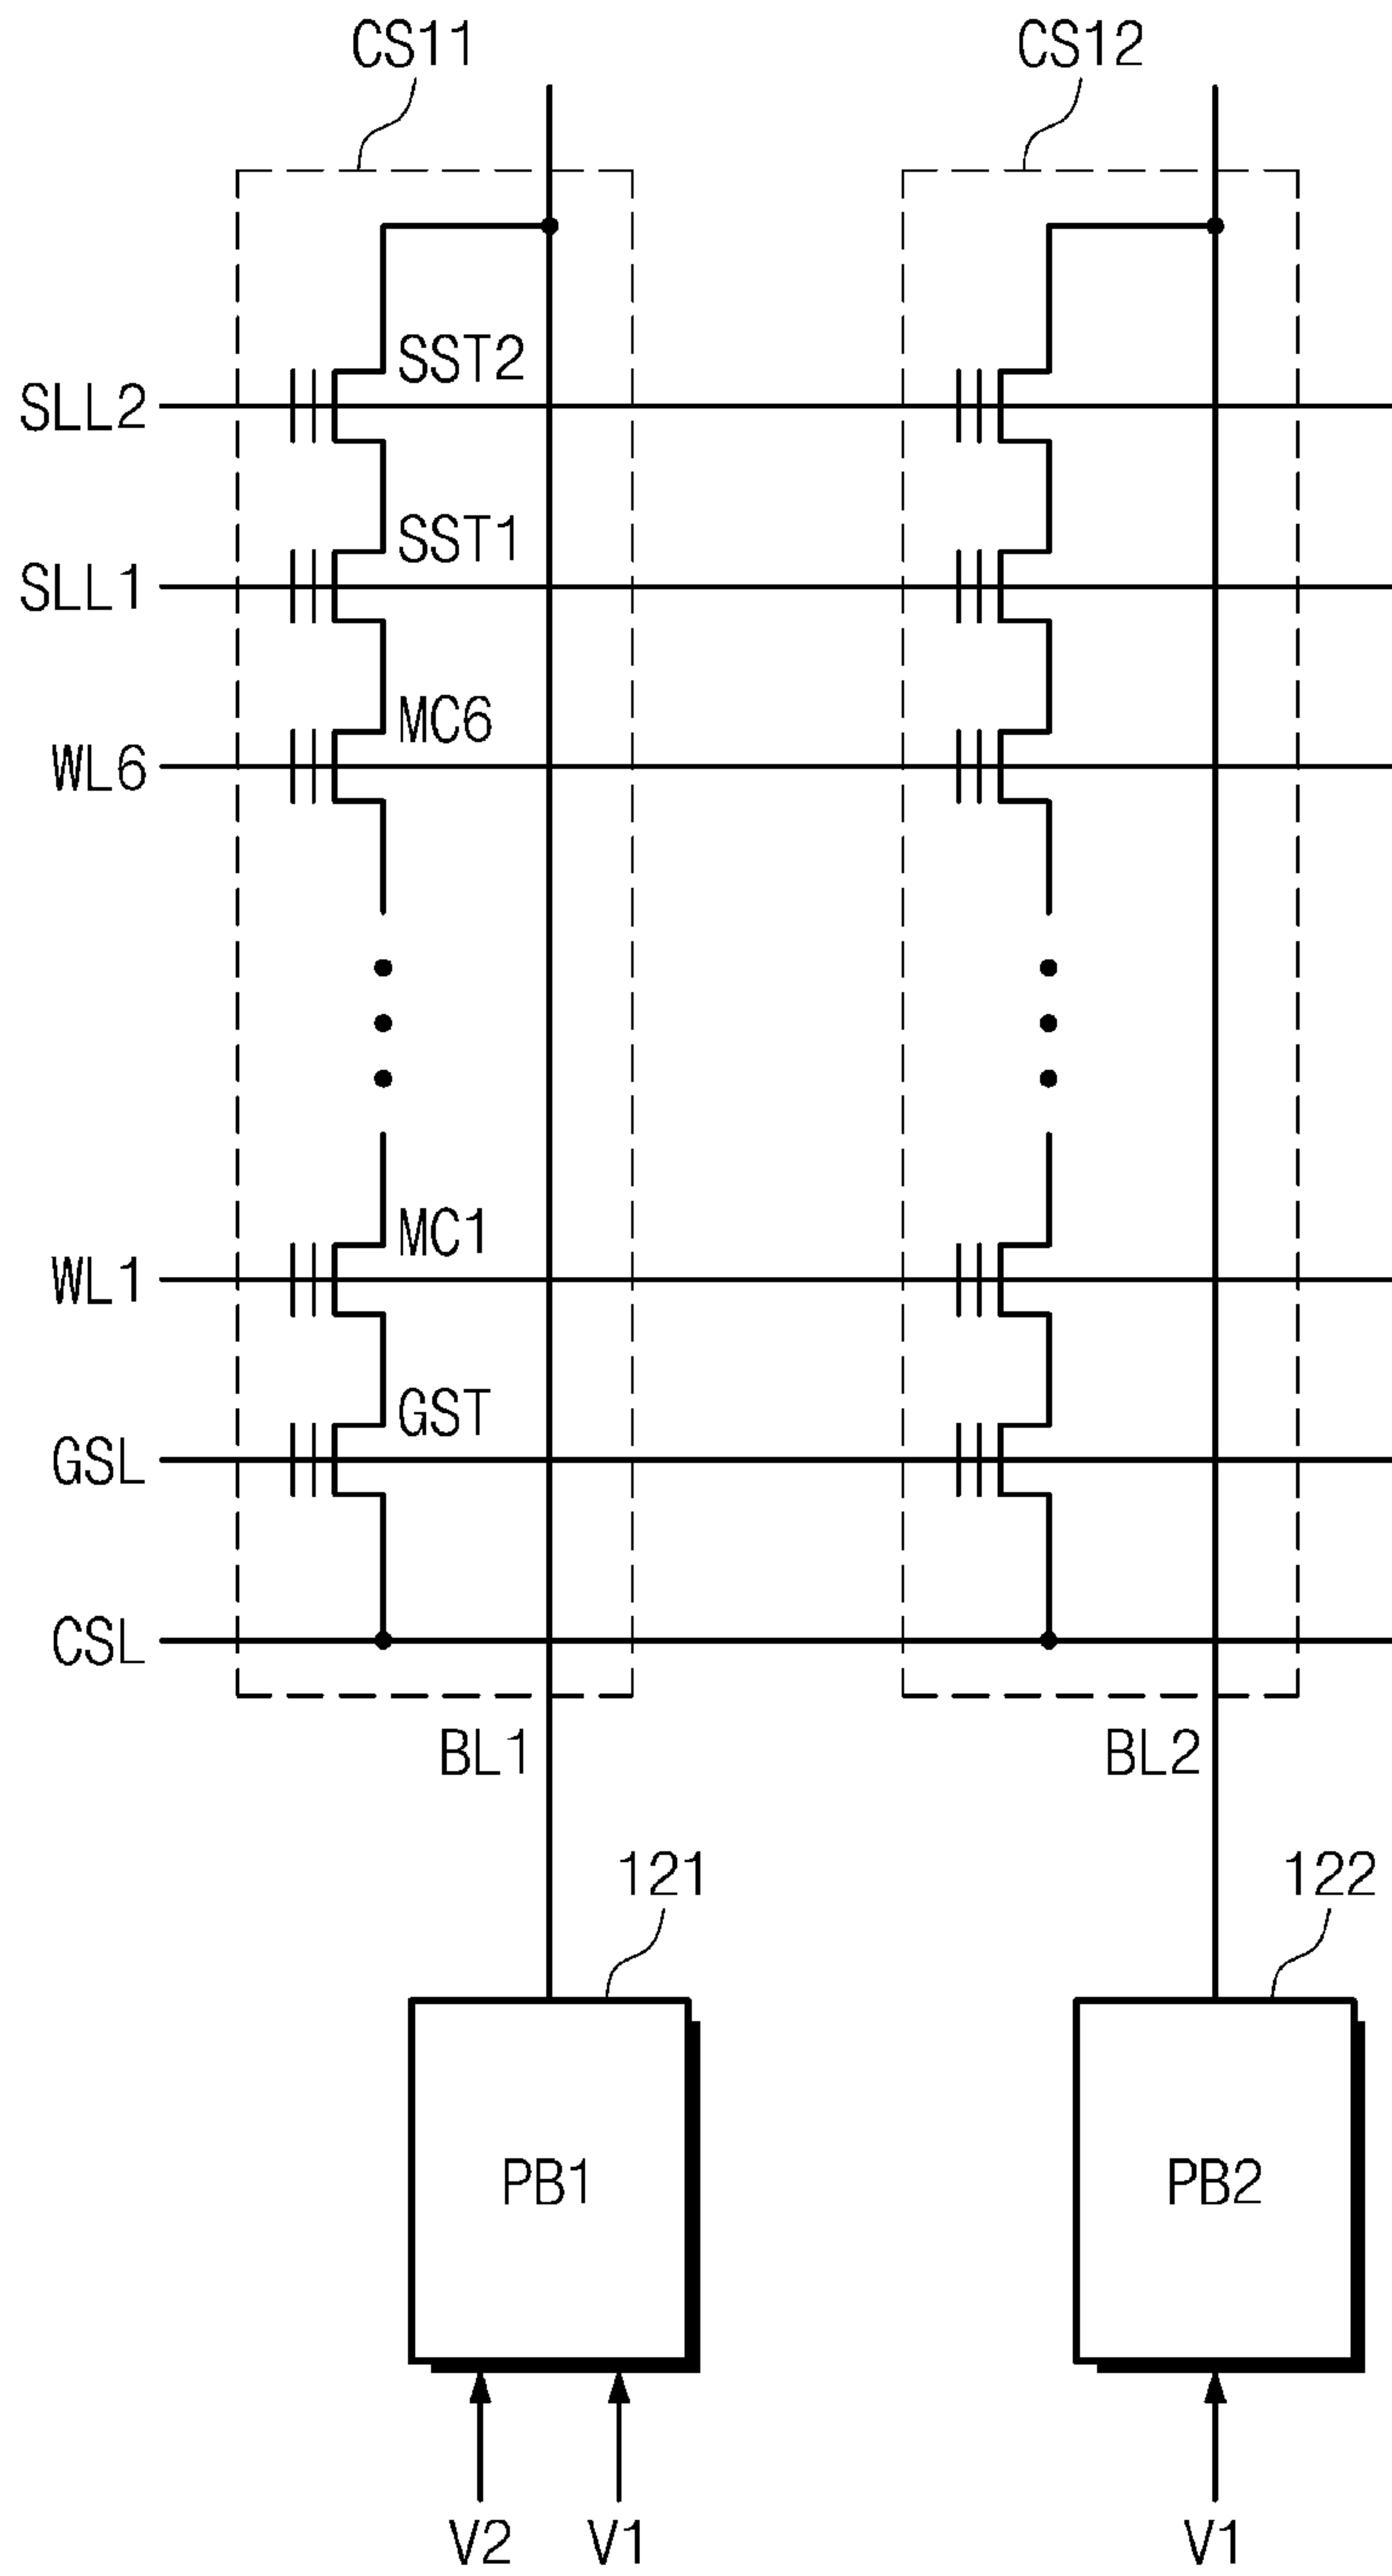 CS11 CS12
SST2
SLL2
SST1
SLL1
MC6
WL6
MC1
WL1
GST
GSL
CSL
BL1 BL2
121 122
PB1 PB2
V2 V1 V1